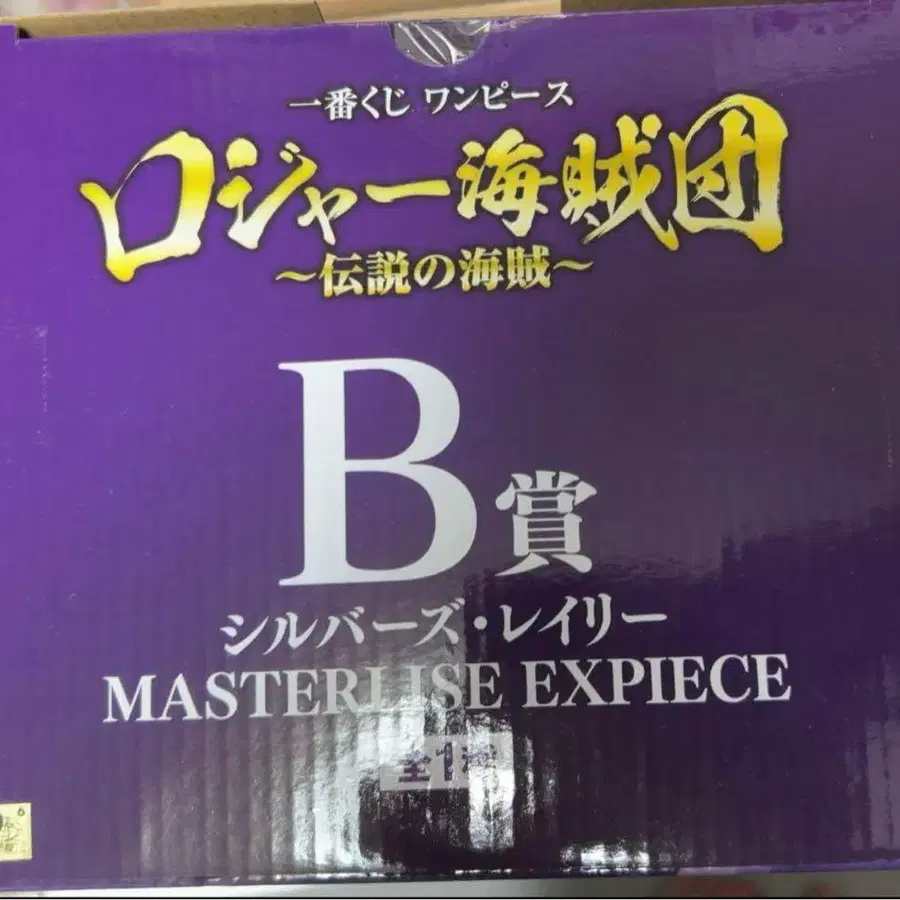 一番くじ ワンピース
ロジャー海賊団
～伝説の海賊～
B賞
シルバーズ・レイリー
MASTERLISE EXPIECE
全1種